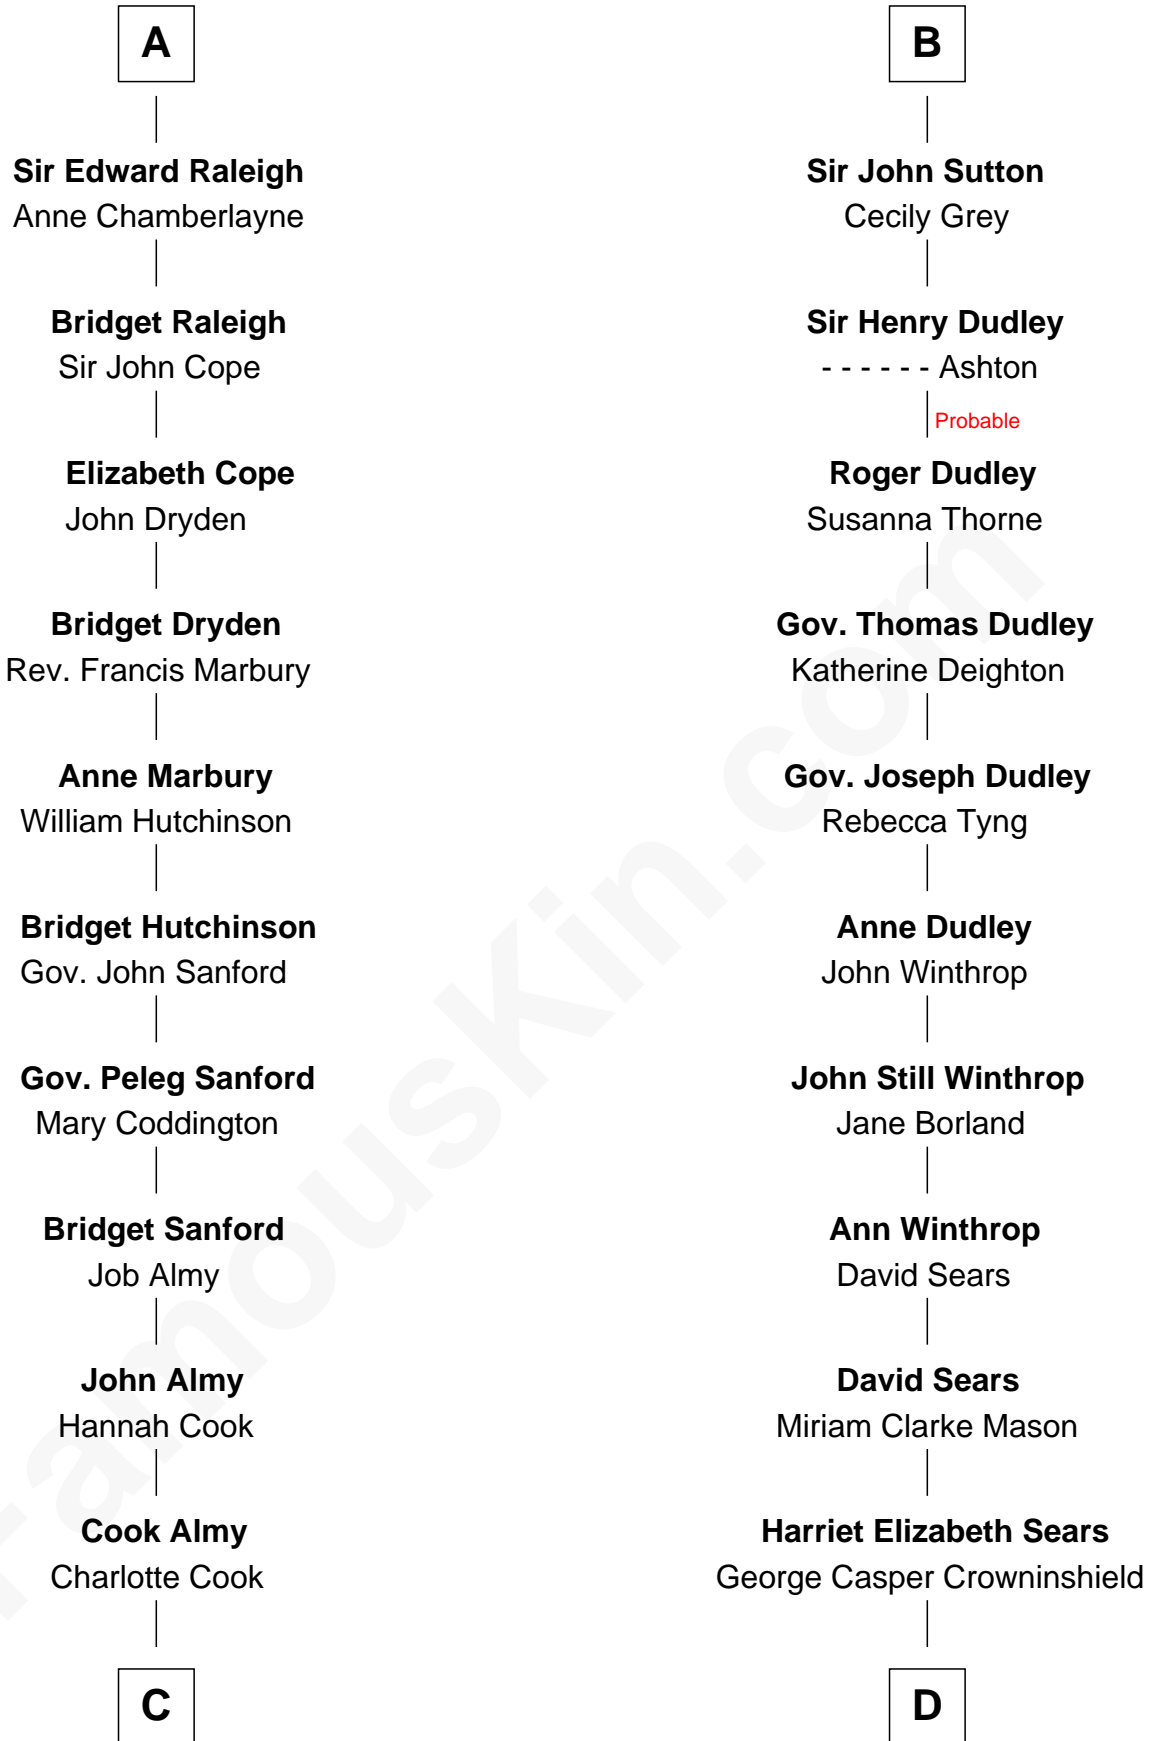 A
Sir Edward Raleigh
Anne Chamberlayne
Bridget Raleigh
Sir John Cope
Elizabeth Cope
John Dryden
Bridget Dryden
Rev. Francis Marbury
Anne Marbury
William Hutchinson
Bridget Hutchinson
Gov. John Sanford
Gov. Peleg Sanford
Mary Coddington
Bridget Sanford
Job Almy
John Almy
Hannah Cook
Cook Almy
Charlotte Cook
C
B
Sir John Sutton
Cecily Grey
Sir Henry Dudley
- - - - - - Ashton
Probable
Roger Dudley
Susanna Thorne
Gov. Thomas Dudley
Katherine Deighton
Gov. Joseph Dudley
Rebecca Tyng
Anne Dudley
John Winthrop
John Still Winthrop
Jane Borland
Ann Winthrop
David Sears
David Sears
Miriam Clarke Mason
Harriet Elizabeth Sears
George Casper Crowninshield
D
FamousKin.com